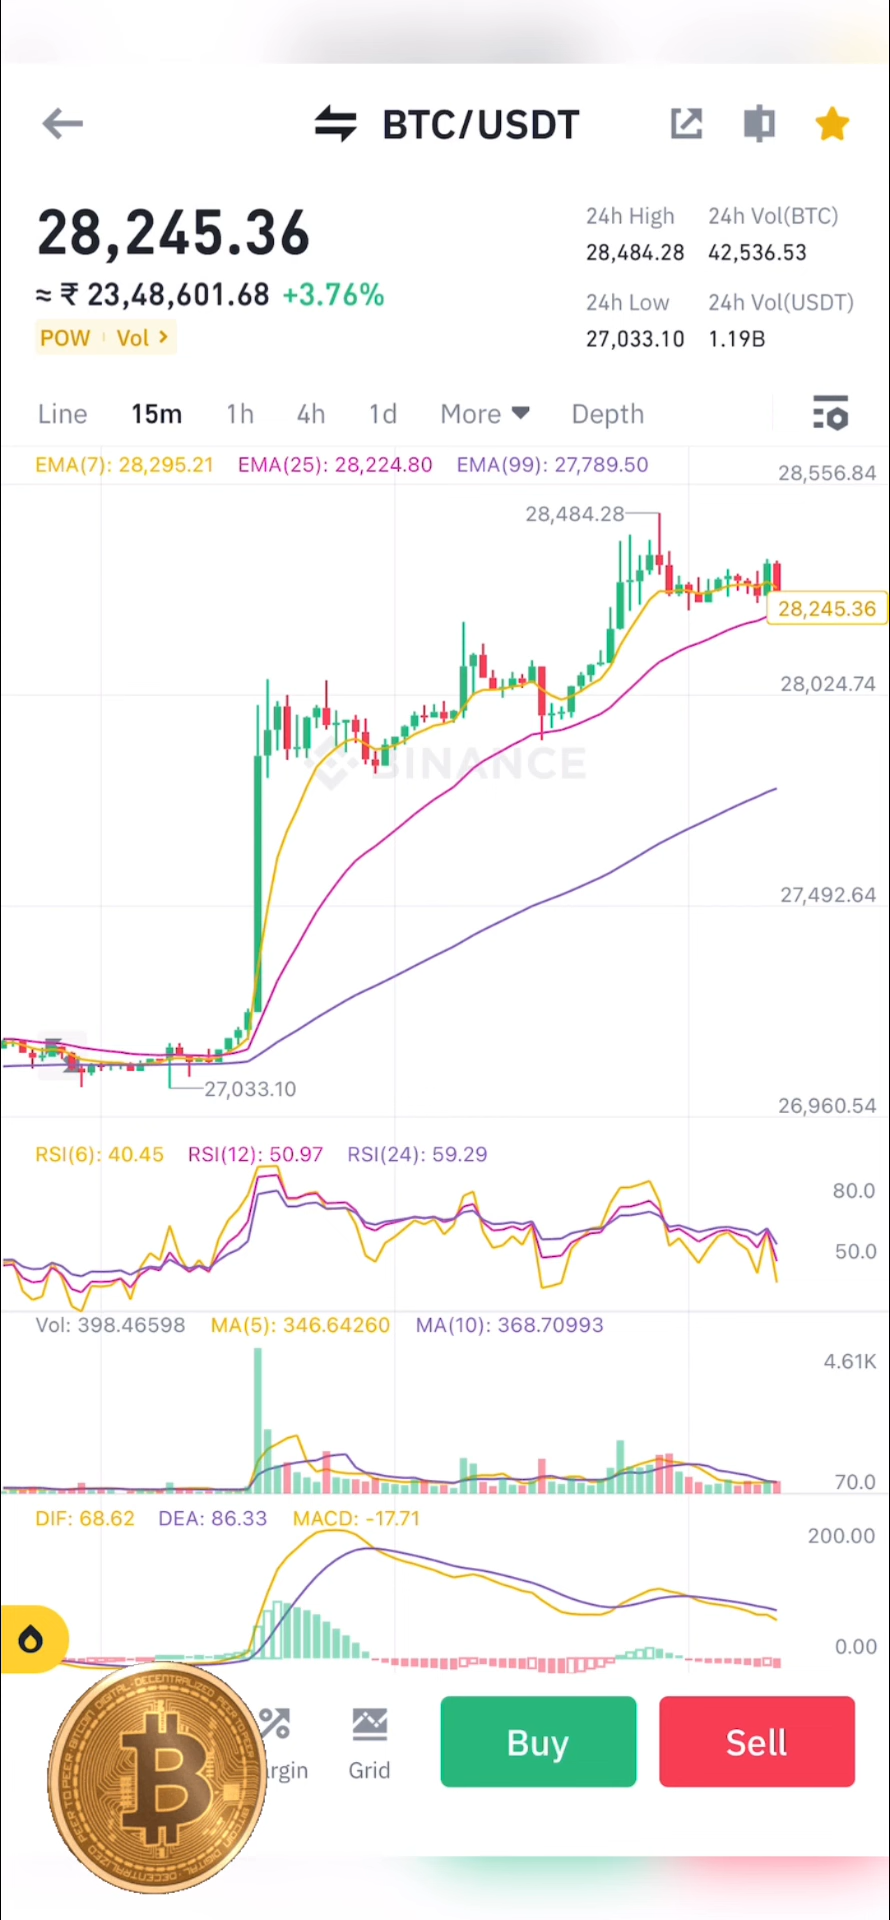 BTC/USDT
28,245.36
≈ ₹ 23,48,601.68 +3.76%
POW Vol >
24h High 24h Vol(BTC)
28,484.28 42,536.53
24h Low 24h Vol(USDT)
27,033.10 1.19B
Line 15m 1h 4h 1d More Depth
EMA(7): 28,295.21 EMA(25): 28,224.80 EMA(99): 27,789.50
28,556.84
28,484.28
28,245.36
28,024.74
BINANCE
27,492.64
27,033.10
26,960.54
RSI(6): 40.45 RSI(12): 50.97 RSI(24): 59.29
80.0
50.0
Vol: 398.46598 MA(5): 346.64260 MA(10): 368.70993
4.61K
70.0
DIF: 68.62 DEA: 86.33 MACD: -17.71
200.00
0.00
rgin Grid Buy Sell
BITCOIN DIGITAL · DECENTRALIZED PEER TO PEER